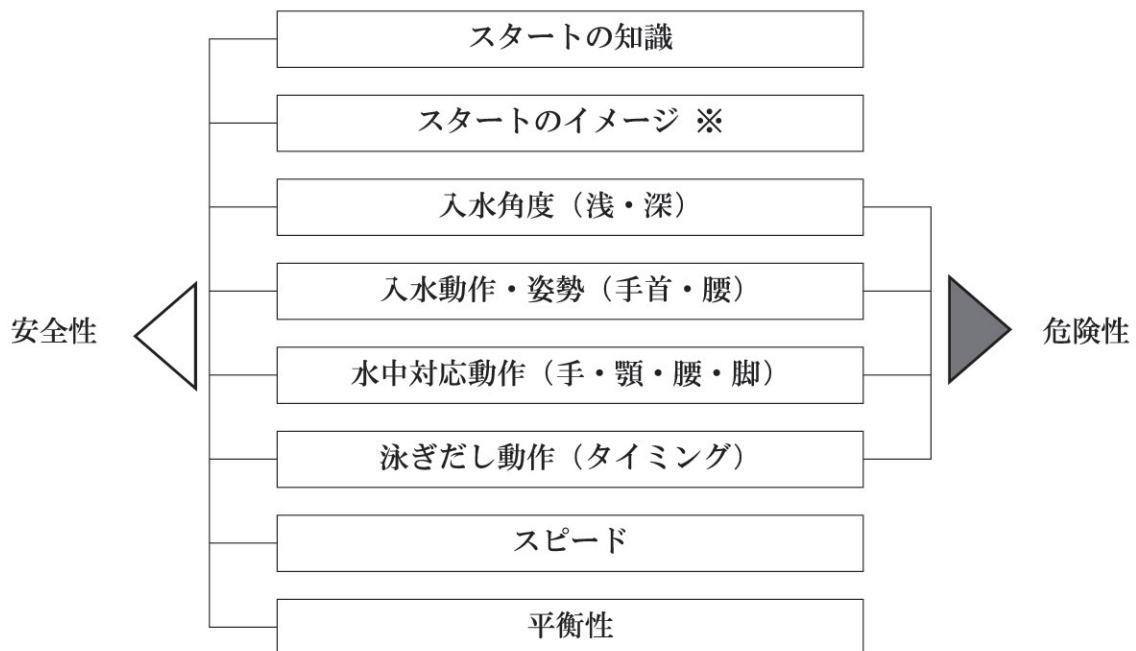 スタートの知識
スタートのイメージ ※
入水角度（浅・深）
入水動作・姿勢（手首・腰）
安全性
危険性
水中対応動作（手・顎・腰・脚）
泳ぎだし動作（タイミング）
スピード
平衡性